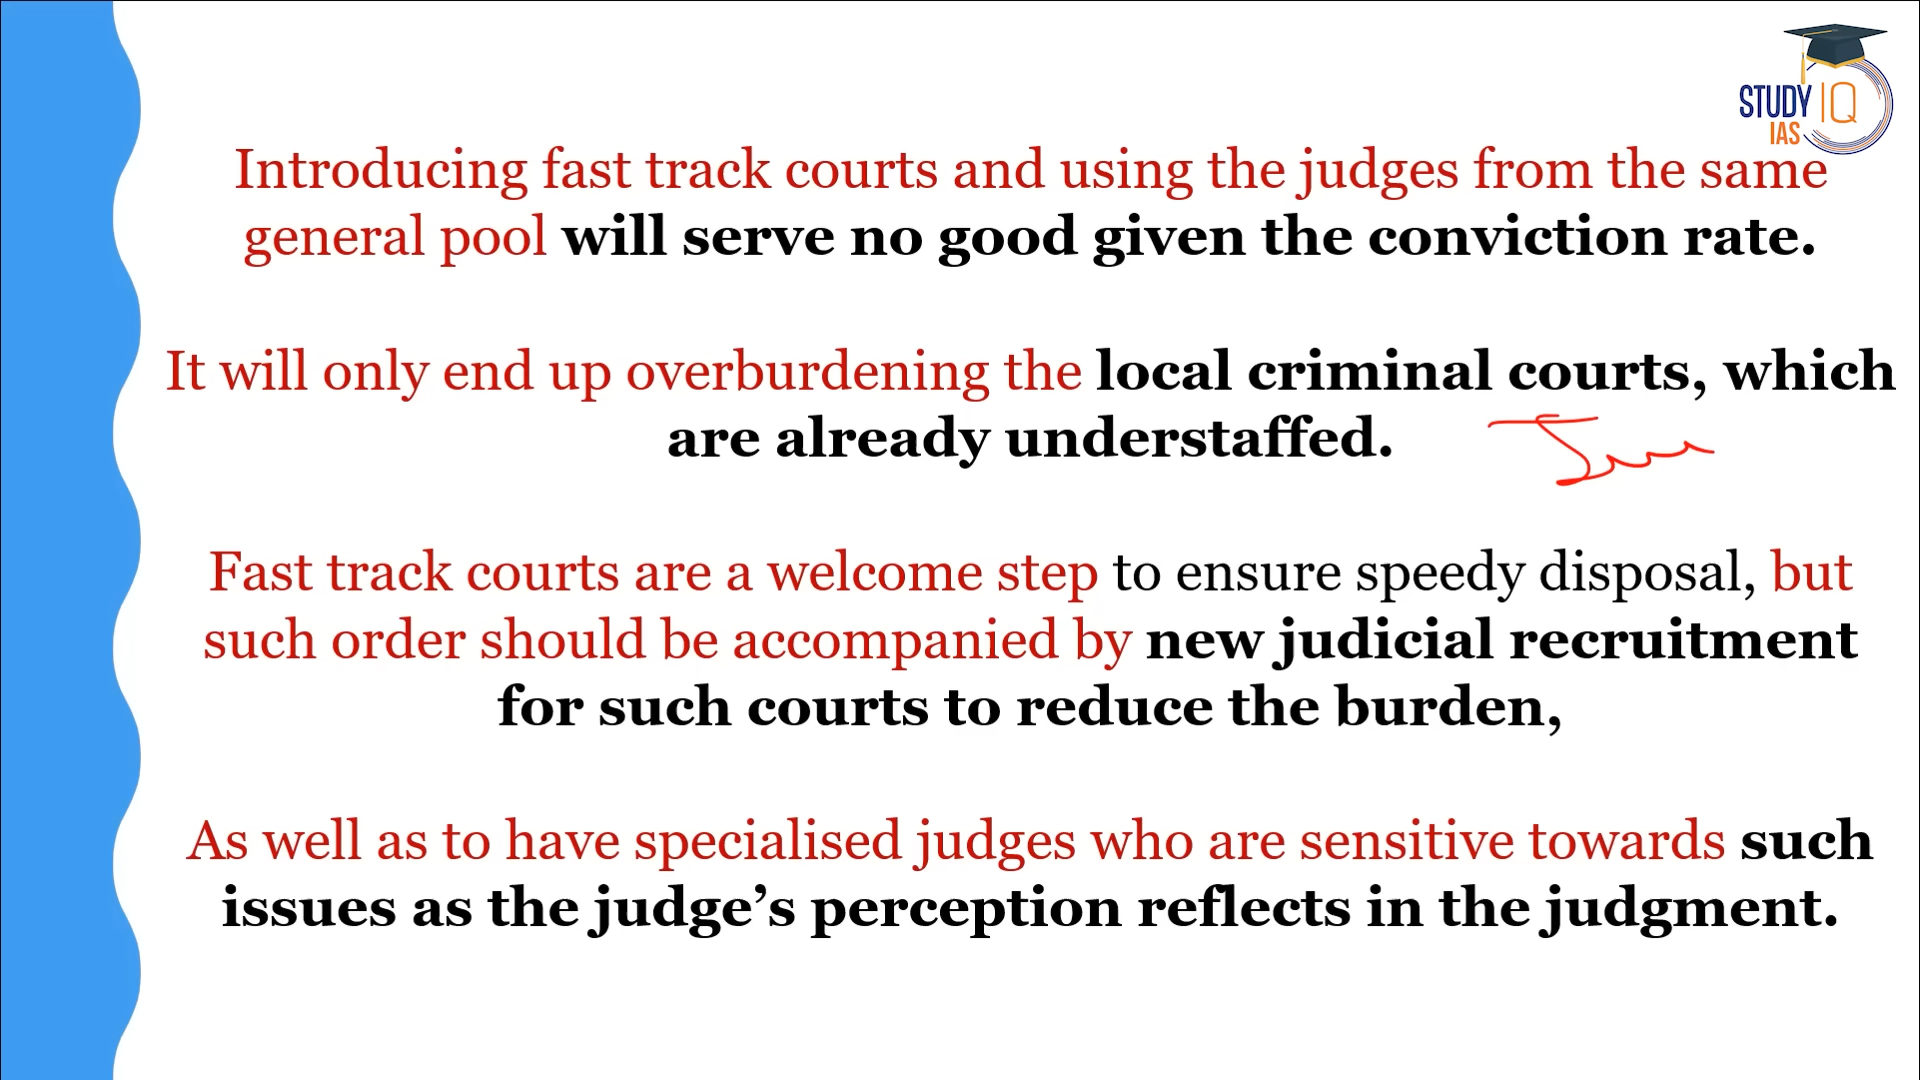 STUDY IQ
IAS
Introducing fast track courts and using the judges from the same
general pool will serve no good given the conviction rate.
It will only end up overburdening the local criminal courts, which
are already understaffed.
Fast track courts are a welcome step to ensure speedy disposal, but
such order should be accompanied by new judicial recruitment
for such courts to reduce the burden,
As well as to have specialised judges who are sensitive towards such
issues as the judge’s perception reflects in the judgment.